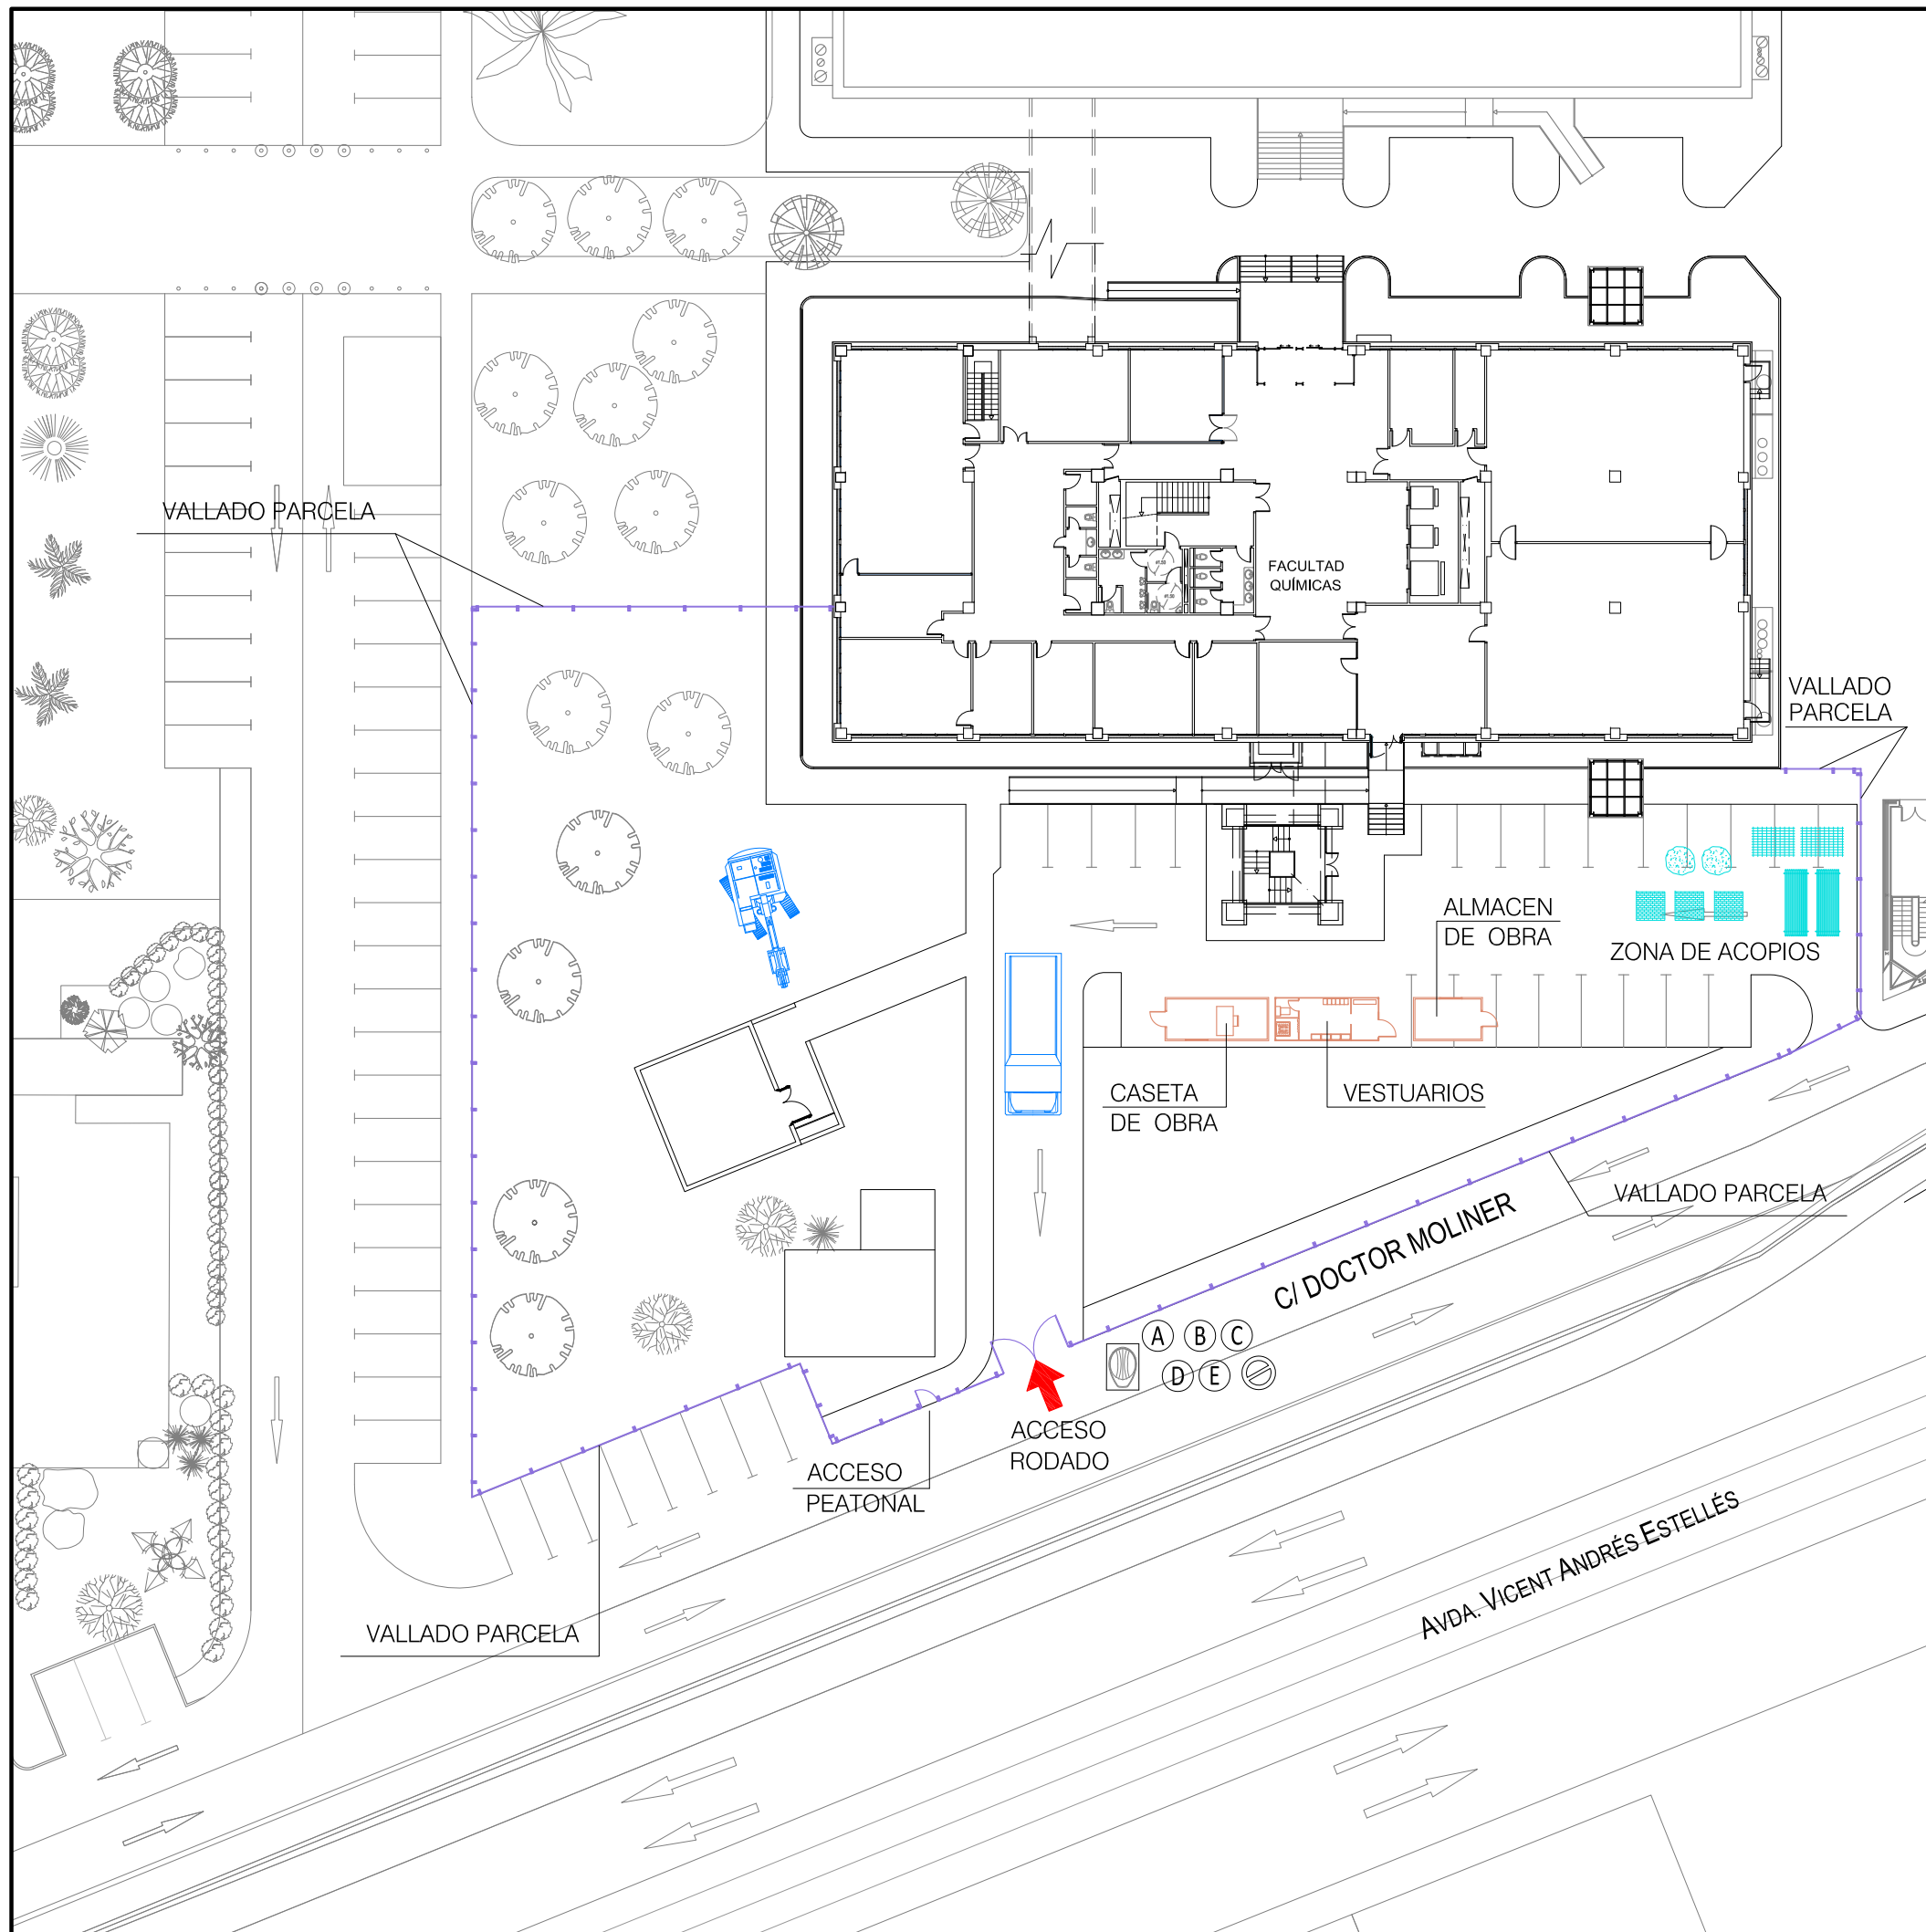 VALLADO PARCELA
FACULTAD
QUÍMICAS
VALLADO
PARCELA
ALMACEN
DE OBRA
ZONA DE ACOPIOS
CASETA
DE OBRA
VESTUARIOS
VALLADO PARCELA
C/ DOCTOR MOLINER
A B C
D E
ACCESO
RODADO
ACCESO
PEATONAL
AVDA. VICENT ANDRÉS ESTELLÉS
VALLADO PARCELA